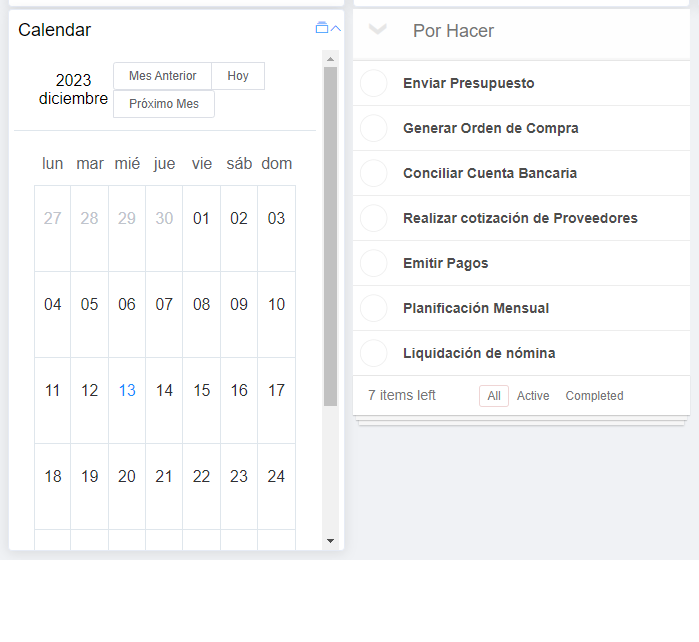 Calendar
2023
diciembre
Mes Anterior
Hoy
Próximo Mes
lun mar mié jue vie sáb dom
27 28 29 30 01 02 03
04 05 06 07 08 09 10
11 12 13 14 15 16 17
18 19 20 21 22 23 24
Por Hacer
Enviar Presupuesto
Generar Orden de Compra
Conciliar Cuenta Bancaria
Realizar cotización de Proveedores
Emitir Pagos
Planificación Mensual
Liquidación de nómina
7 items left All Active Completed